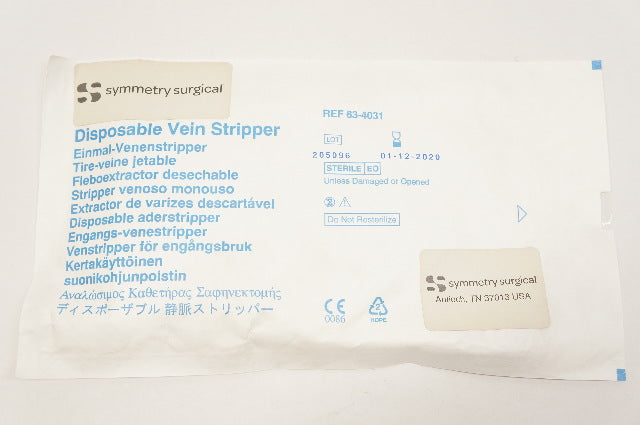 symmetry surgical
Disposable Vein Stripper
Einmal-Venenstripper
Tire-veine jetable
Fleboextractor desechable
Stripper venoso monouso
Extractor de varizes descartável
Disposable aderstripper
Engangs-venestripper
Venstripper för engångsbruk
Kertakäyttöinen
suonikohjunpoistin
Αναλώσιμος Καθετήρας Σαφηνεκτομής
ディスポーザブル 静脈ストリッパー
REF 63-4031
LOT
205096 01-12-2020
STERILE EO
Unless Damaged or Opened
2
Do Not Resterilize
CE
0086
2
HDPE
symmetry surgical
Antioch, TN 37013 USA